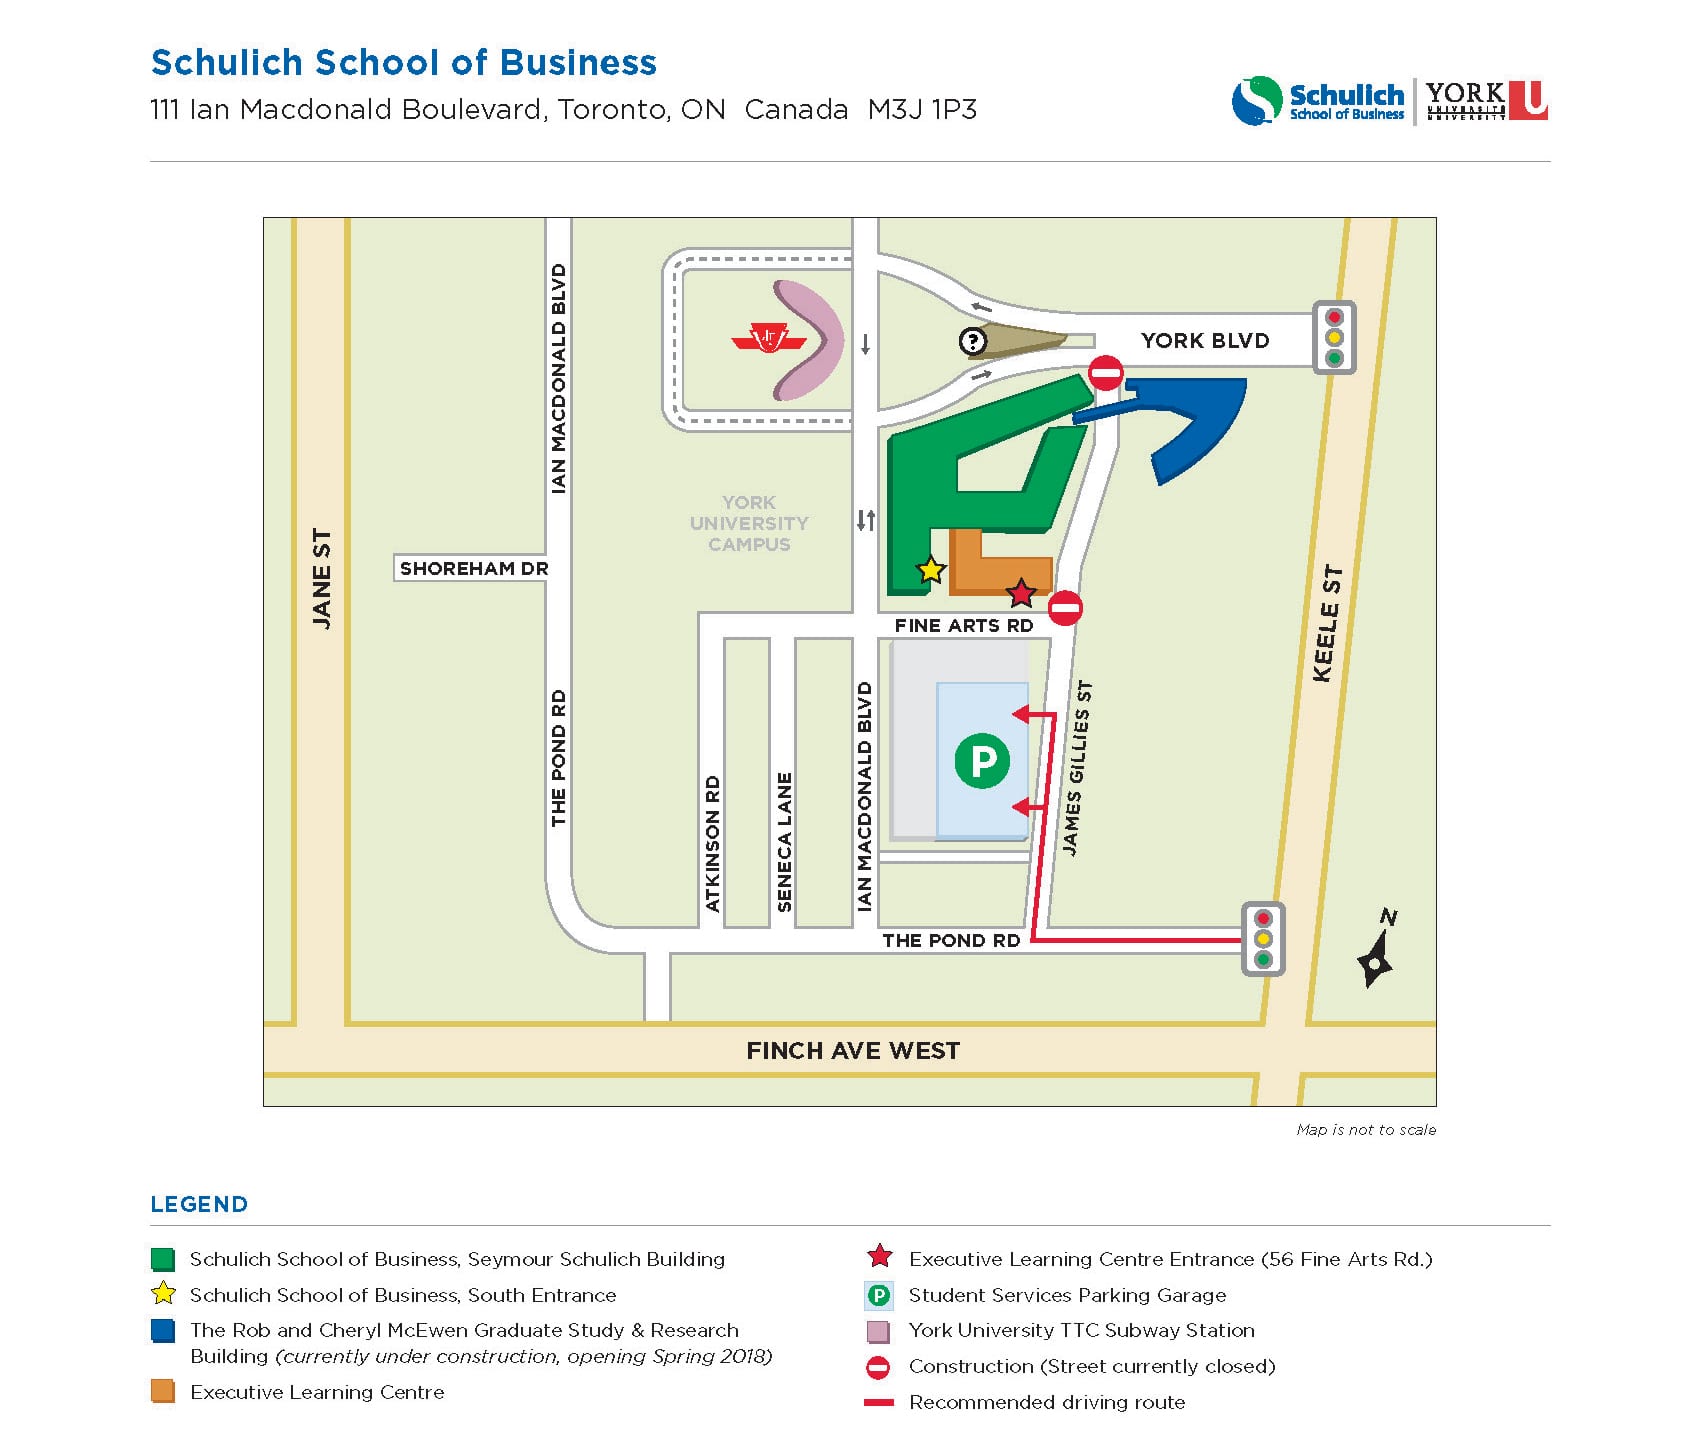 Schulich School of Business
111 Ian Macdonald Boulevard, Toronto, ON  Canada  M3J 1P3
Schulich
School of Business
YORK
UNIVERSITÉ
UNIVERSITY
U
IAN MACDONALD BLVD
?
YORK BLVD
YORK
UNIVERSITY
CAMPUS
JANE ST
SHOREHAM DR
KEELE ST
FINE ARTS RD
THE POND RD
ATKINSON RD
SENECA LANE
IAN MACDONALD BLVD
P
JAMES GILLIES ST
THE POND RD
N
FINCH AVE WEST
Map is not to scale
LEGEND
Schulich School of Business, Seymour Schulich Building
Schulich School of Business, South Entrance
The Rob and Cheryl McEwen Graduate Study & Research
Building (currently under construction, opening Spring 2018)
Executive Learning Centre
Executive Learning Centre Entrance (56 Fine Arts Rd.)
P
Student Services Parking Garage
York University TTC Subway Station
Construction (Street currently closed)
Recommended driving route